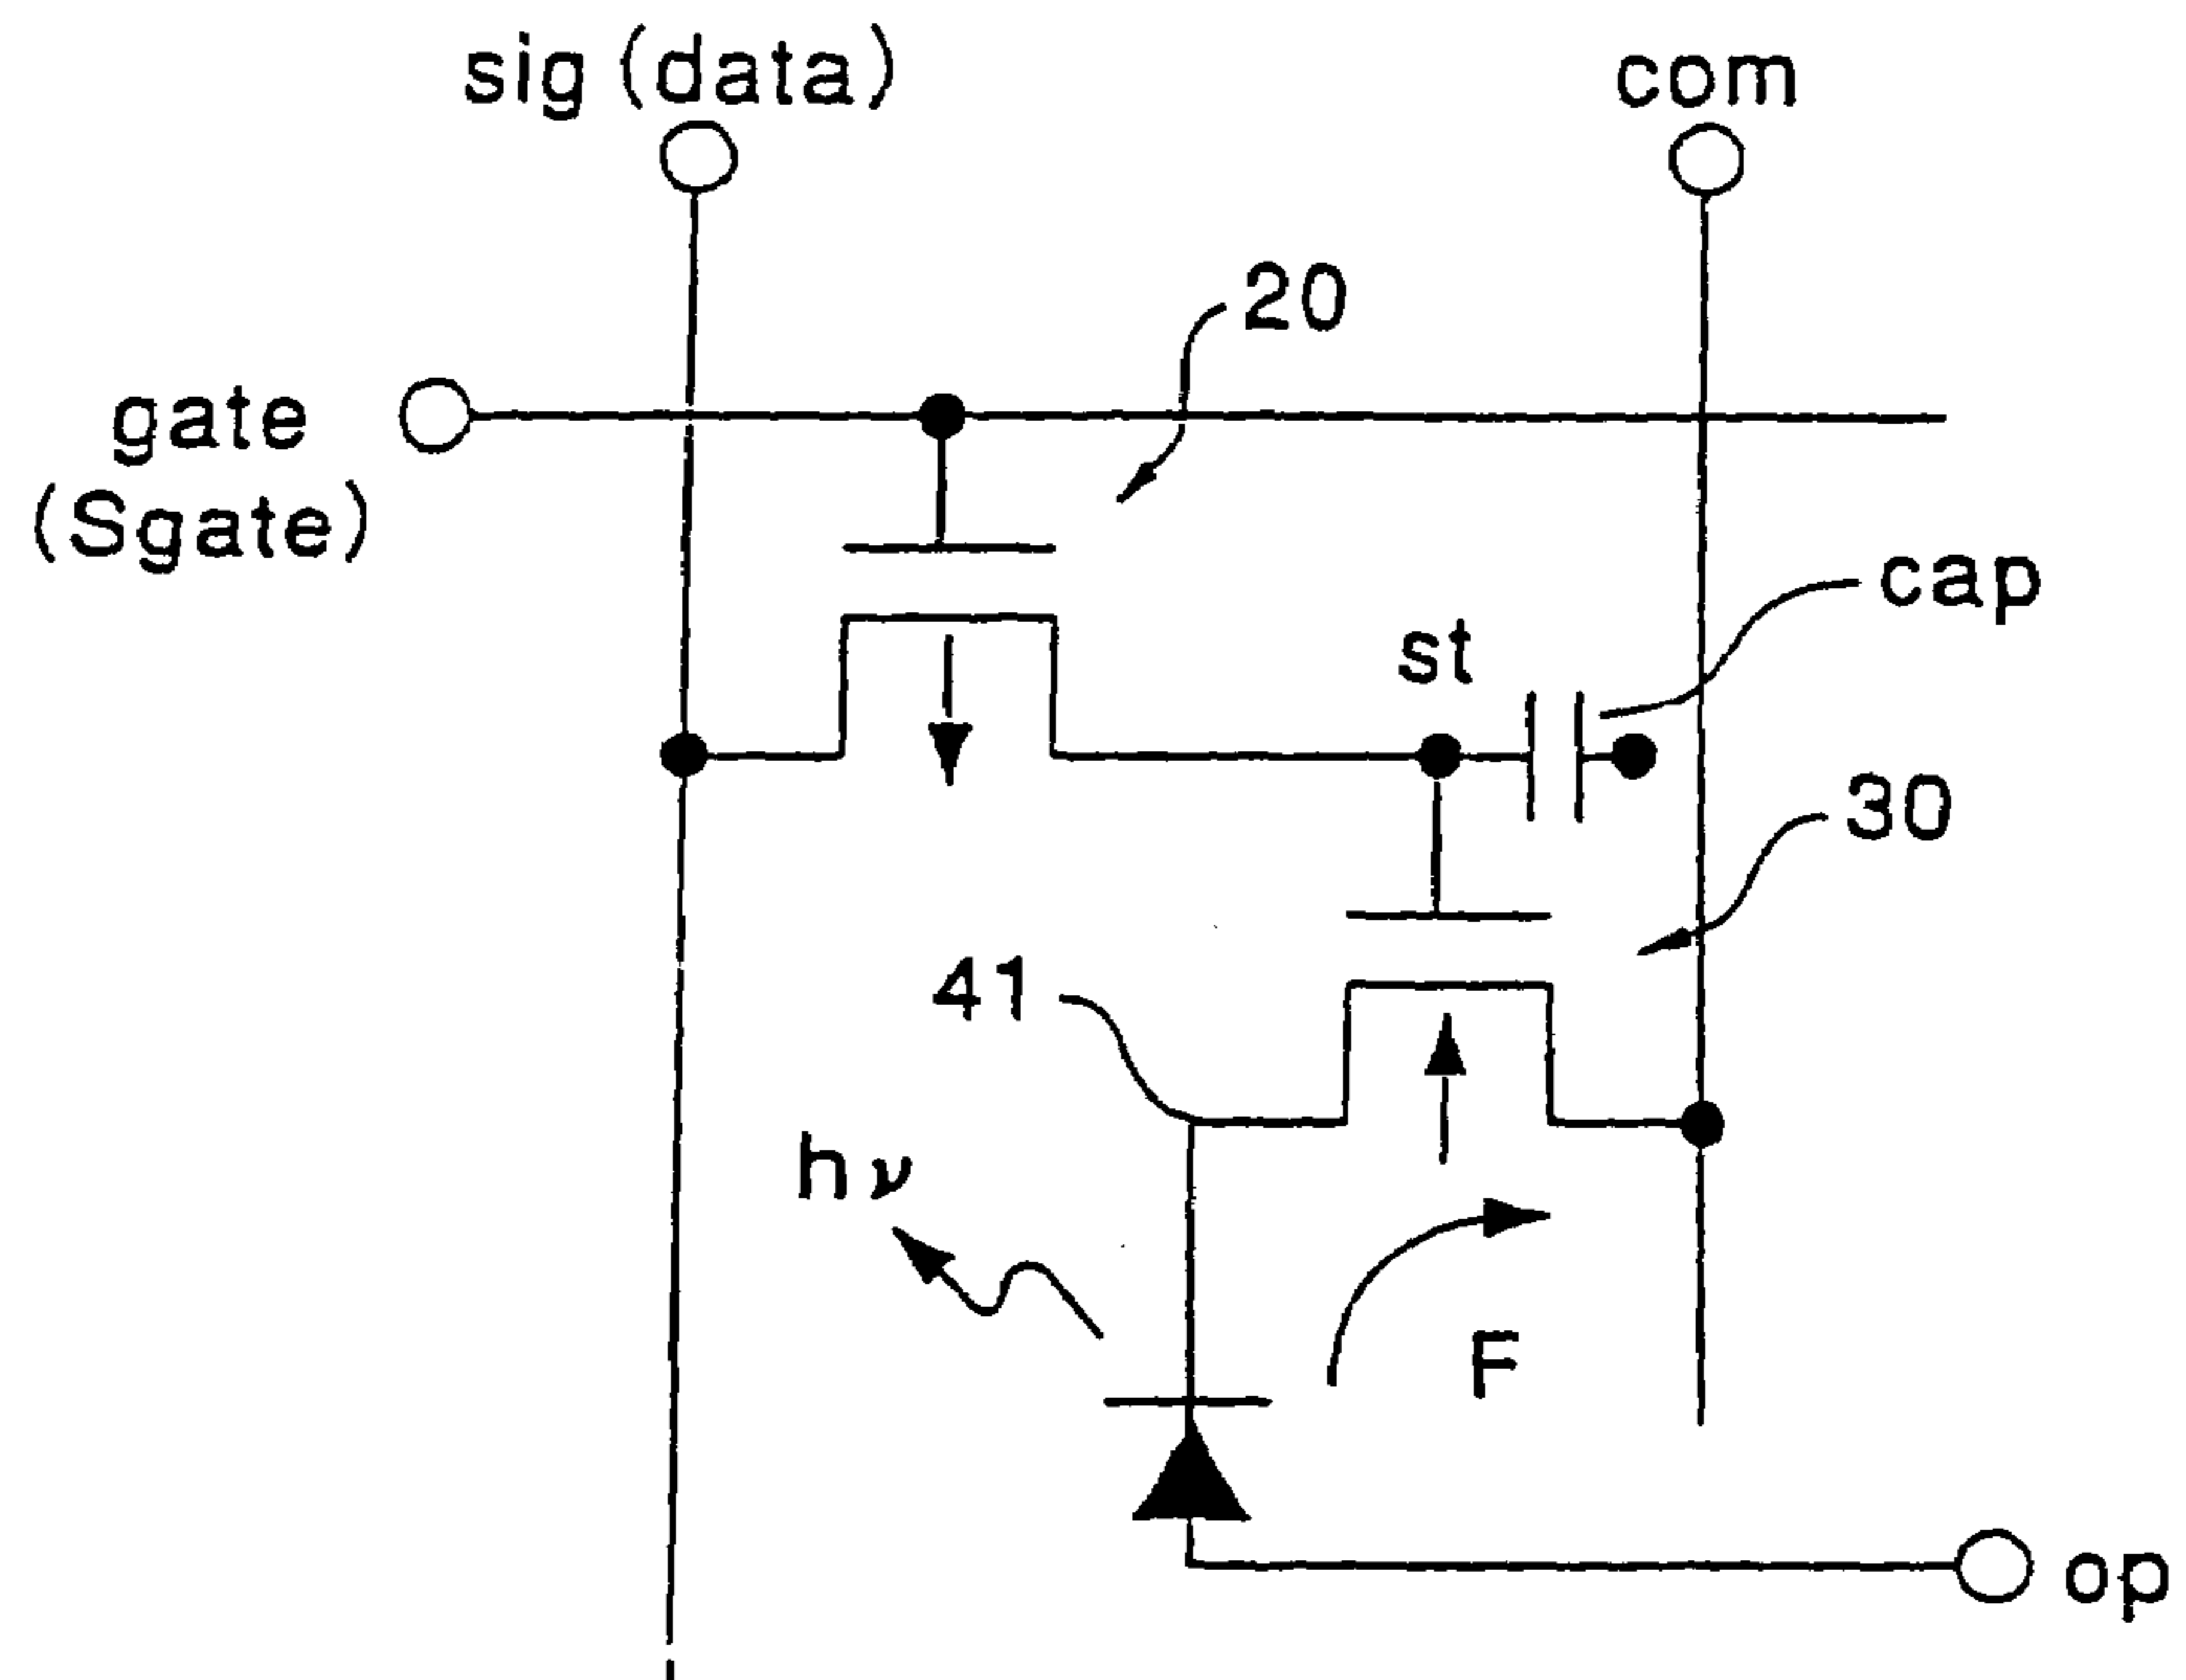 sig (data)
com
20
gate
(Sgate)
cap
st
30
41
hν
F
op